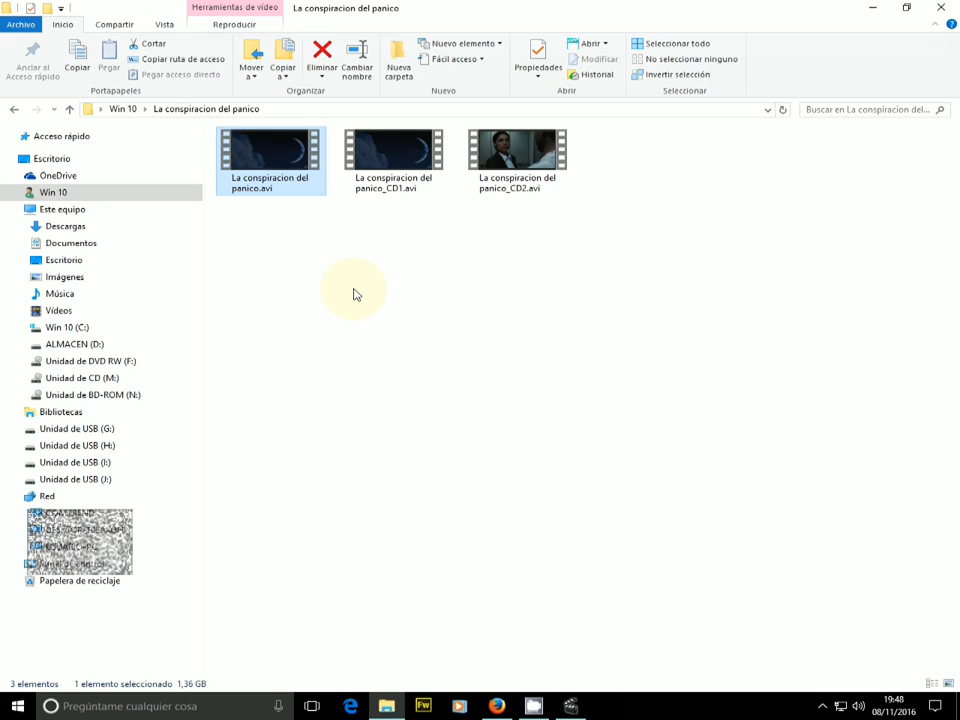 Herramientas de vídeo
La conspiracion del panico
Archivo
Inicio
Compartir
Vista
Reproducir
Anclar al
Acceso rápido
Copiar
Pegar
Cortar
Copiar ruta de acceso
Pegar acceso directo
Portapapeles
Mover
a
Copiar
a
Eliminar
Cambiar
nombre
Organizar
Nueva
carpeta
Nuevo elemento
Fácil acceso
Nuevo
Propiedades
Abrir
Modificar
Historial
Abrir
Seleccionar todo
No seleccionar ninguno
Invertir selección
Seleccionar
Win 10
La conspiracion del panico
Buscar en La conspiracion del...
Acceso rápido
Escritorio
OneDrive
Win 10
Este equipo
Descargas
Documentos
Escritorio
Imágenes
Música
Vídeos
Win 10 (C:)
ALMACEN (D:)
Unidad de DVD RW (F:)
Unidad de CD (M:)
Unidad de BD-ROM (N:)
Bibliotecas
Unidad de USB (G:)
Unidad de USB (H:)
Unidad de USB (I:)
Unidad de USB (J:)
Red
Papelera de reciclaje
La conspiracion del
panico.avi
La conspiracion del
panico_CD1.avi
La conspiracion del
panico_CD2.avi
3 elementos
1 elemento seleccionado 1,36 GB
Pregúntame cualquier cosa
Fw
19:48
08/11/2016